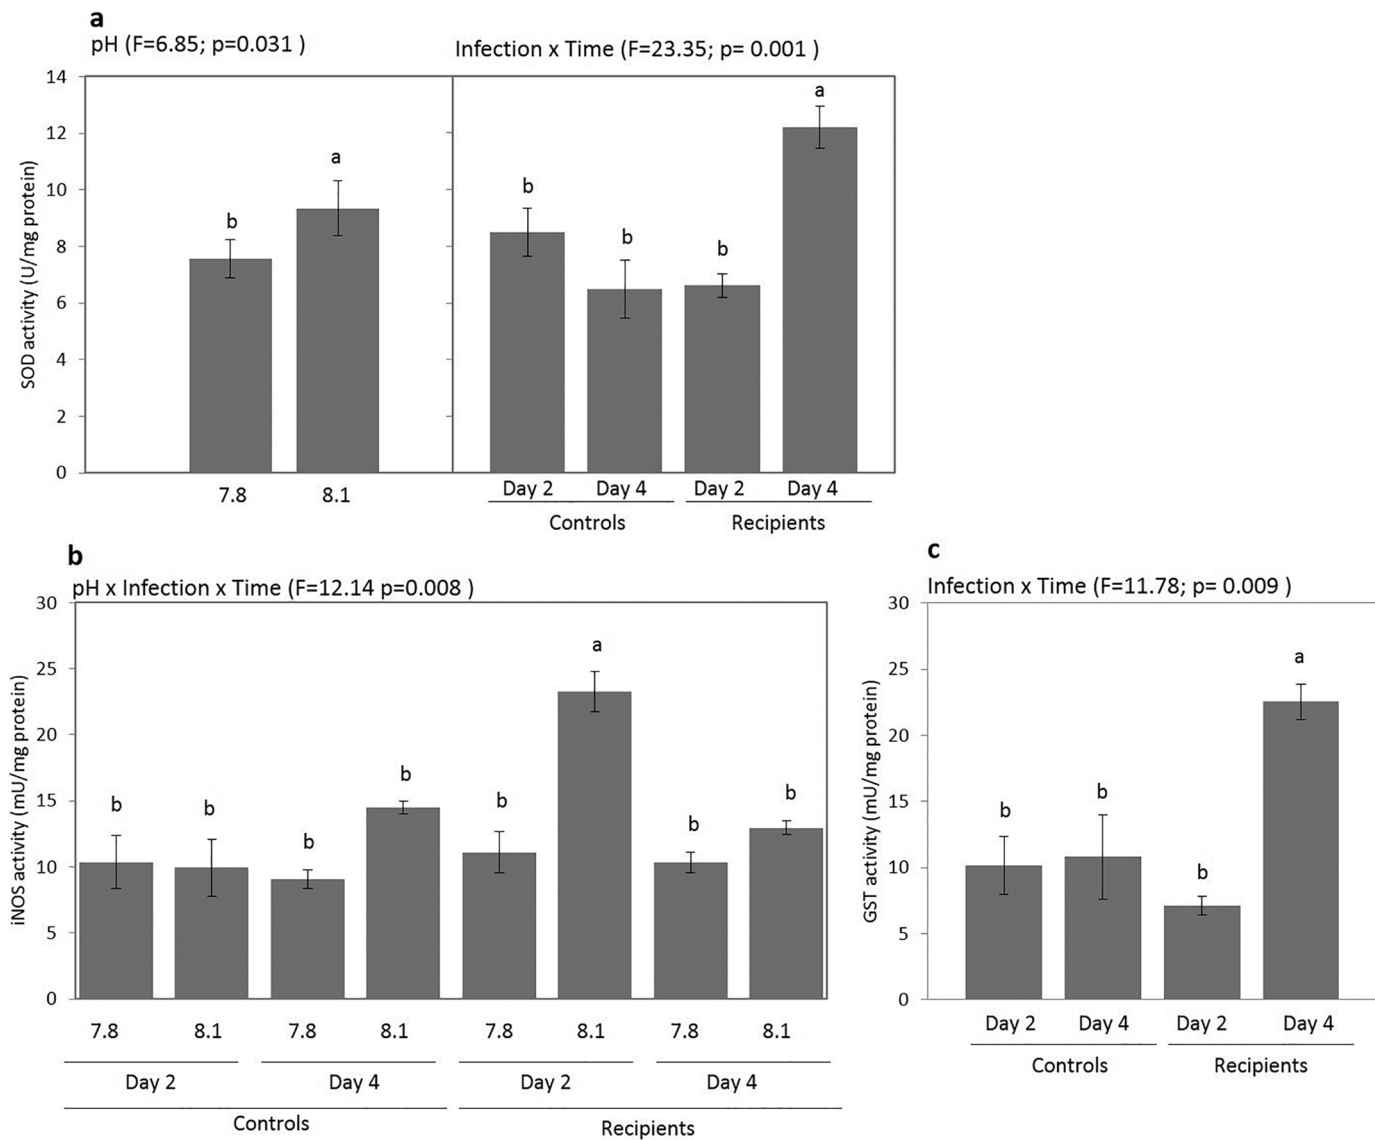 a
pH (F=6.85; p=0.031 )
Infection x Time (F=23.35; p= 0.001 )
SOD activity (U/mg protein)
14
12
10
8
6
4
2
0
b
a
b
b
b
a
7.8
8.1
Day 2
Day 4
Day 2
Day 4
Controls
Recipients
b
pH x Infection x Time (F=12.14 p=0.008 )
iNOS activity (mU/mg protein)
30
25
20
15
10
5
0
b
b
b
b
b
a
b
b
7.8
8.1
7.8
8.1
7.8
8.1
7.8
8.1
Day 2
Day 4
Day 2
Day 4
Controls
Recipients
c
Infection x Time (F=11.78; p= 0.009 )
GST activity (mU/mg protein)
30
25
20
15
10
5
0
b
b
b
a
Day 2
Day 4
Day 2
Day 4
Controls
Recipients